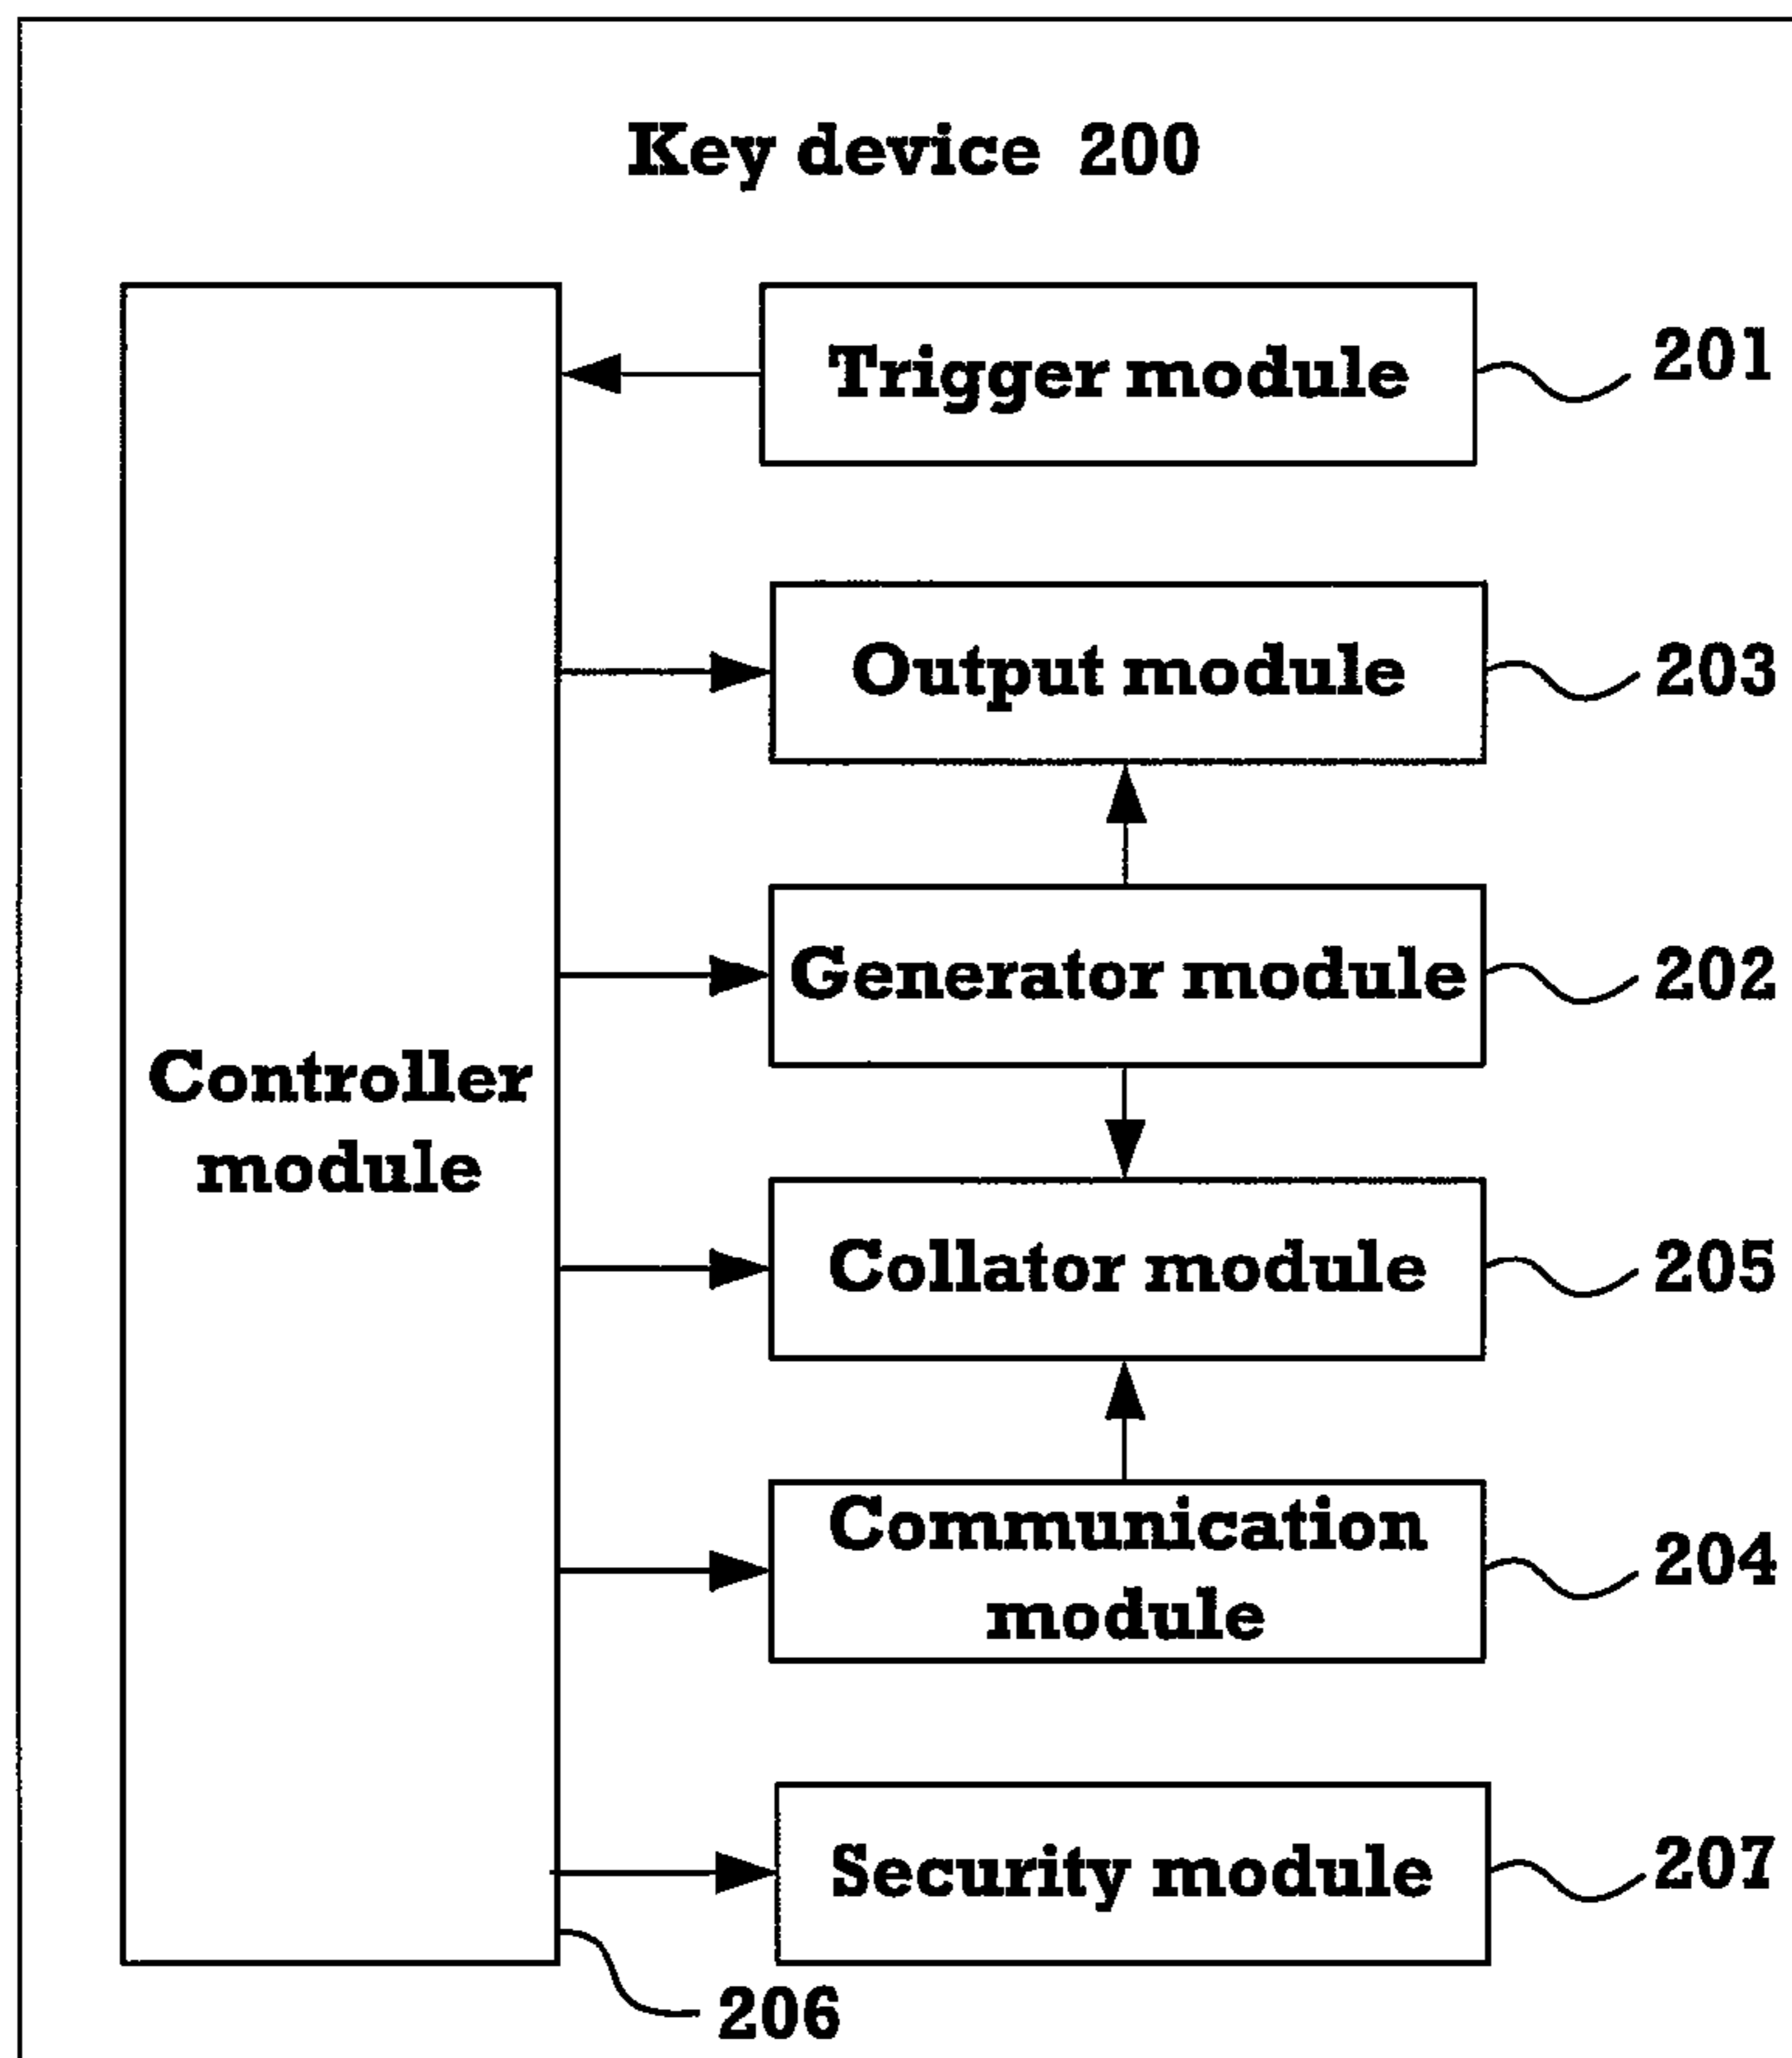 Key device 200
Trigger module
201
Output module
203
Generator module
202
Controller
module
Collator module
205
Communication
module
204
Security module
207
206